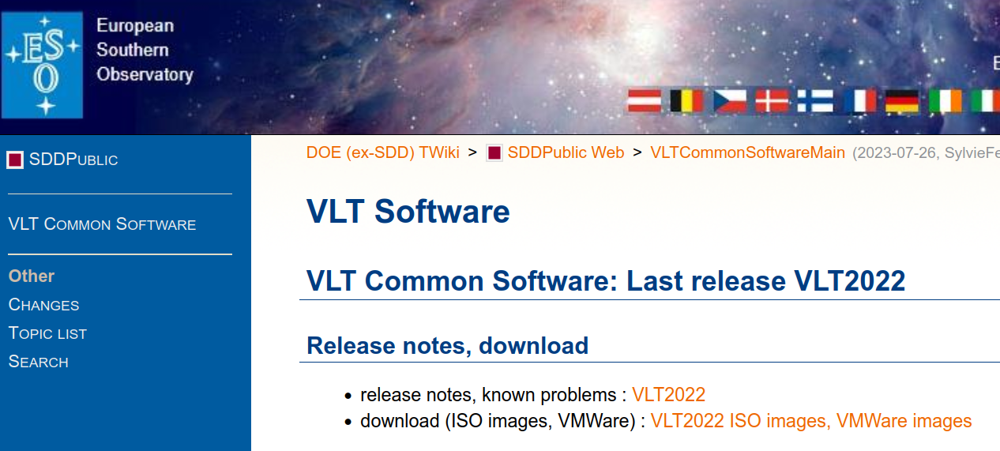 ESO
European
Southern
Observatory
SDDPUBLIC
DOE (ex-SDD) TWiki > SDDPublic Web > VLTCommonSoftwareMain (2023-07-26,
VLT COMMON SOFTWARE
Other
CHANGES
TOPIC LIST
SEARCH
VLT Software
VLT Common Software: Last release VLT2022
Release notes, download
• release notes, known problems : VLT2022
• download (ISO images, VMWare) : VLT2022 ISO images, VMWare images